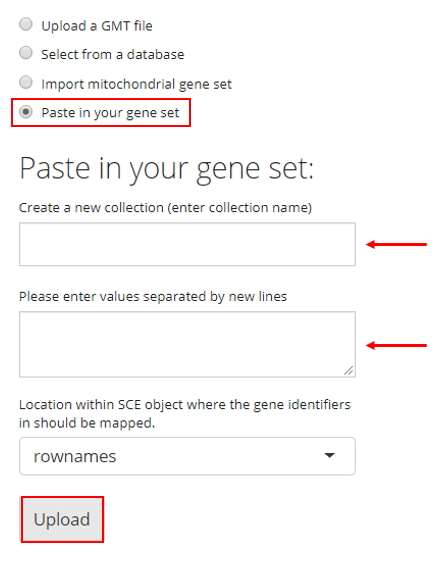 Upload a GMT file
Select from a database
Import mitochondrial gene set
Paste in your gene set
Paste in your gene set:
Create a new collection (enter collection name)
Please enter values separated by new lines
Location within SCE object where the gene identifiers
in should be mapped.
rownames
Upload